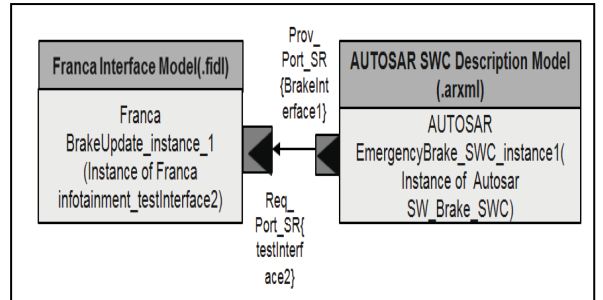 Franca Interface Model(.fidl)
Franca
BrakeUpdate_instance_1
(Instance of Franca
infotainment_testInterface2)
Prov_
Port_SR
{BrakeInt
erface1}
Req_
Port_SR{
testInterf
ace2}
AUTOSAR SWC Description Model
(.arxml)
AUTOSAR
EmergencyBrake_SWC_instance1(
Instance of Autosar
SW_Brake_SWC)